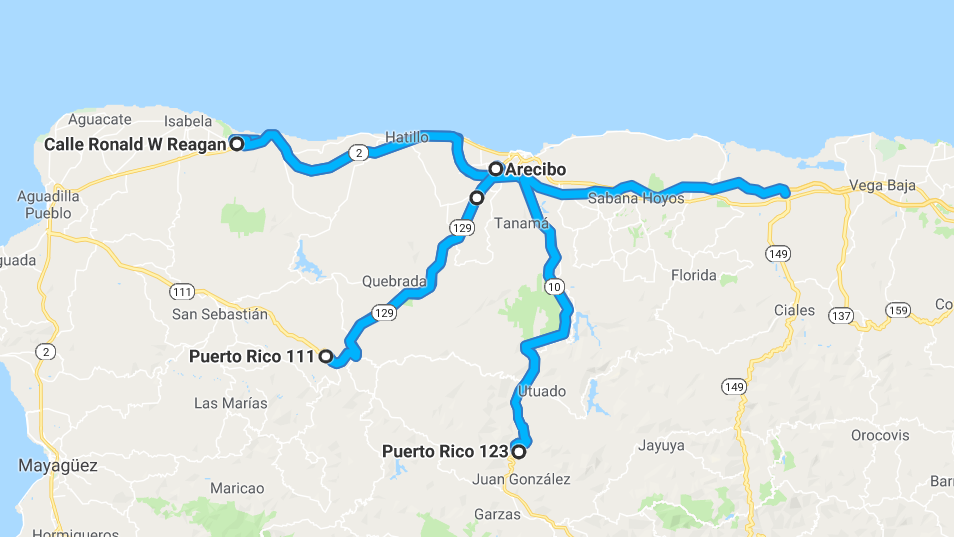 Aguacate
Isabela
Calle Ronald W Reagan
Hatillo
2
Arecibo
Aguadilla
Pueblo
Sabana Hoyos
Vega Baja
Tanamá
129
guada
149
Quebrada
Florida
111
10
San Sebastián
129
Ciales
137
159
Co
2
Puerto Rico 111
149
Utuado
Las Marías
Orocovis
Jayuya
Puerto Rico 123
Mayagüez
Juan González
Maricao
Bari
Garzas
Hormigueros